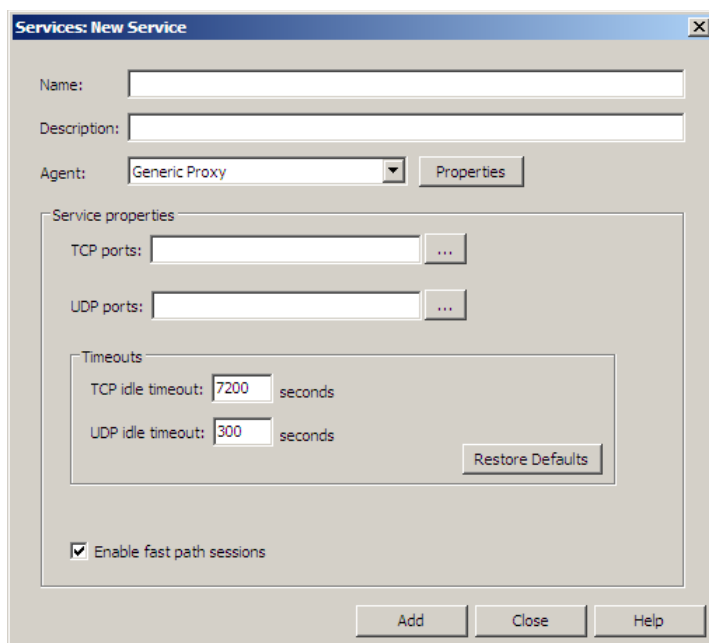 Services: New Service
Name:
Description:
Agent: Generic Proxy Properties
Service properties
TCP ports: ...
UDP ports: ...
Timeouts
TCP idle timeout: 7200 seconds
UDP idle timeout: 300 seconds
Restore Defaults
Enable fast path sessions
Add Close Help